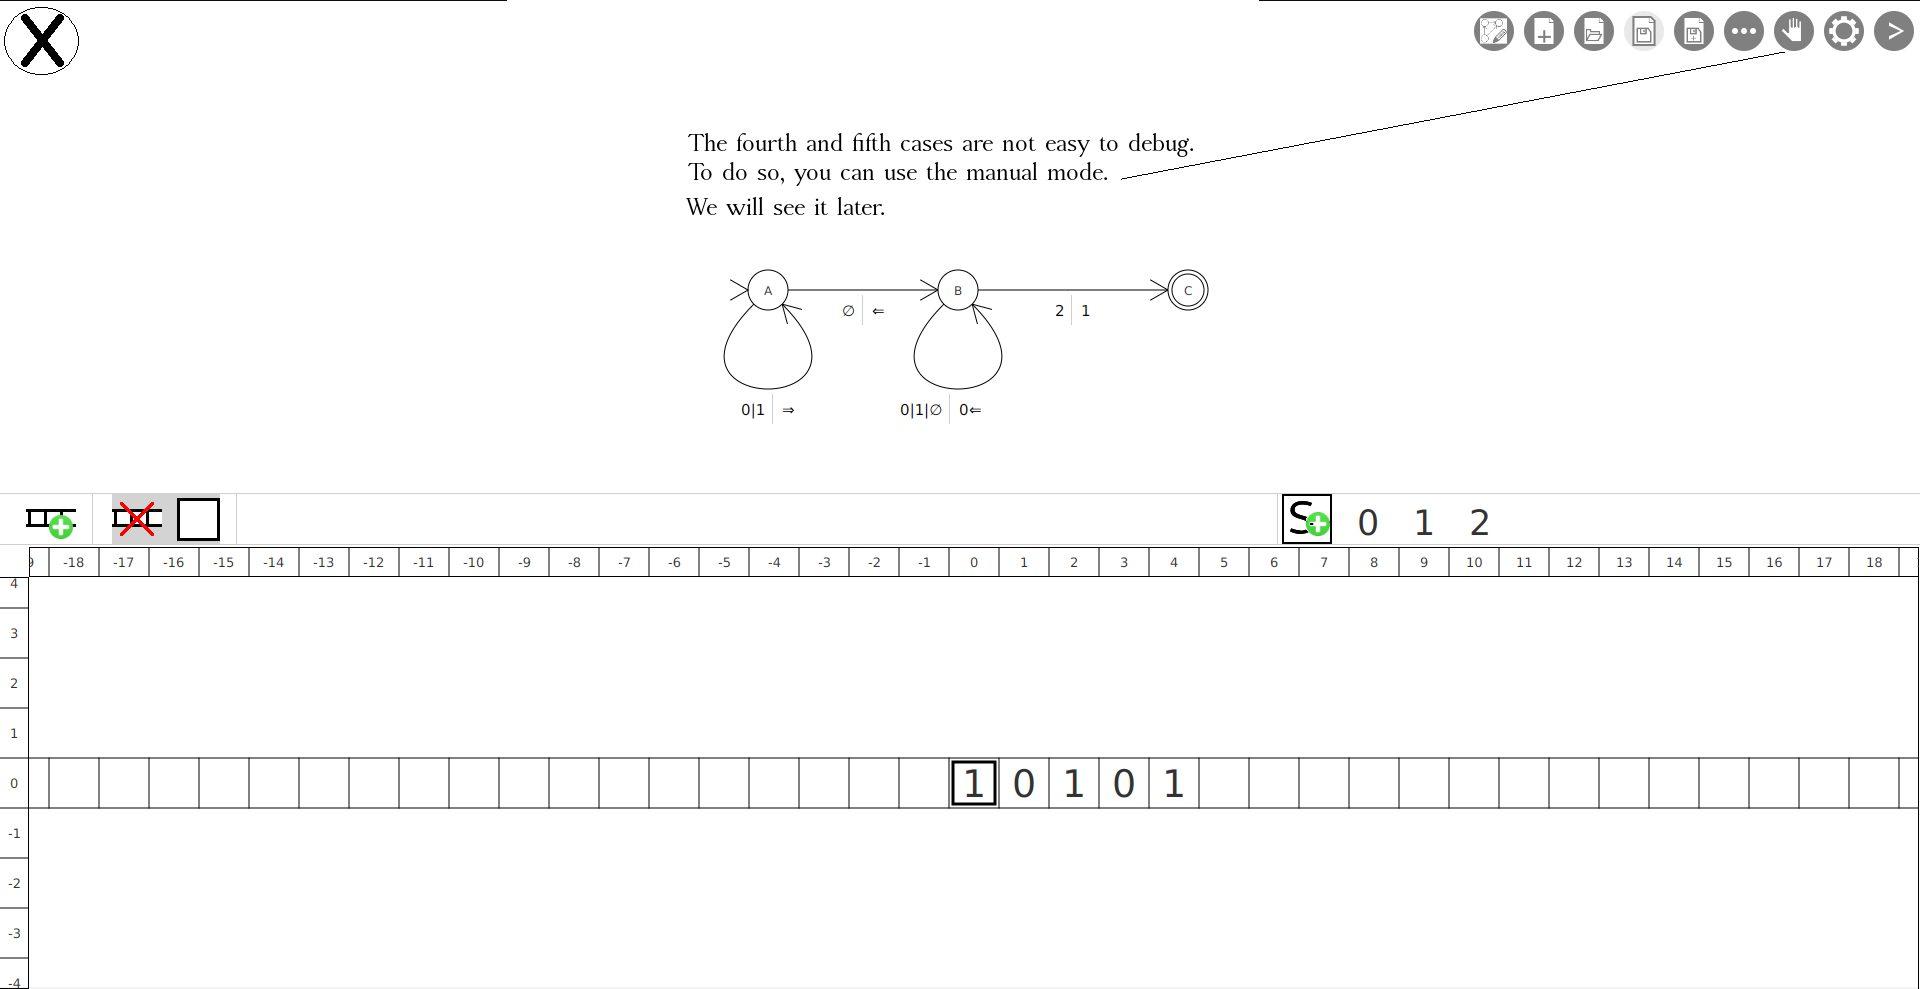 X
>
The fourth and fifth cases are not easy to debug.
To do so, you can use the manual mode.
We will see it later.
A B C
∅ ⇐ 2 1
0|1 ⇒ 0|1|∅ 0⇐
S 0 1 2
9 -18 -17 -16 -15 -14 -13 -12 -11 -10 -9 -8 -7 -6 -5 -4 -3 -2 -1 0 1 2 3 4 5 6 7 8 9 10 11 12 13 14 15 16 17 18
4
3
2
1
0 1 0 1 0 1
-1
-2
-3
-4